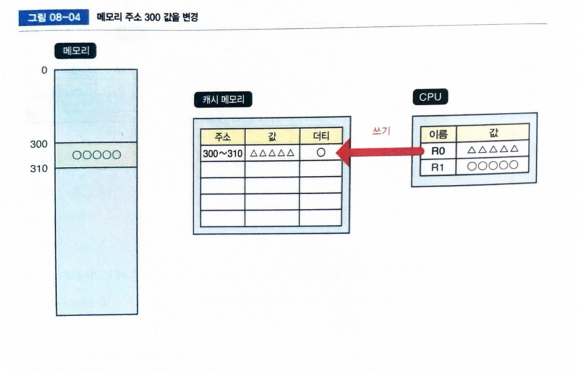 그림 08-04 메모리 주소 300 값을 변경
메모리
0
300
○○○○○
310
캐시 메모리
주소 값 더티
300~310 △△△△△ ○
쓰기
CPU
이름 값
R0 △△△△△
R1 ○○○○○